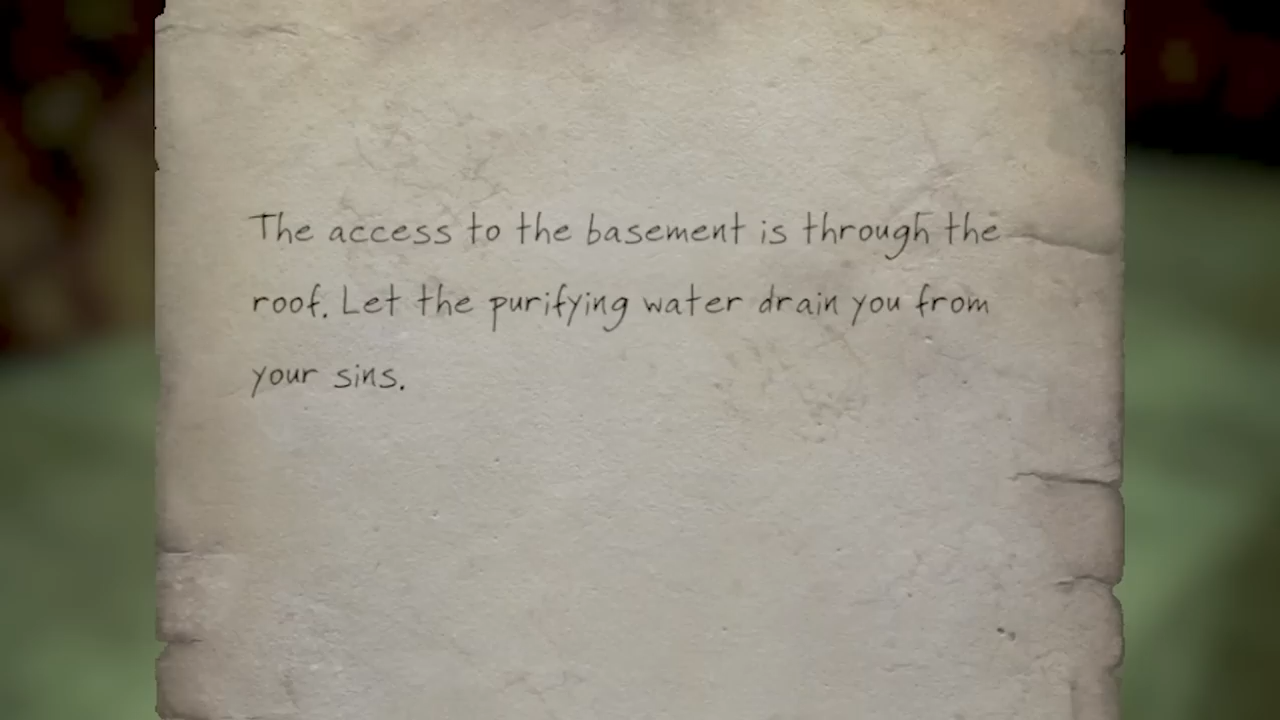 The access to the basement is through the
roof. Let the purifying water drain you from
your sins.